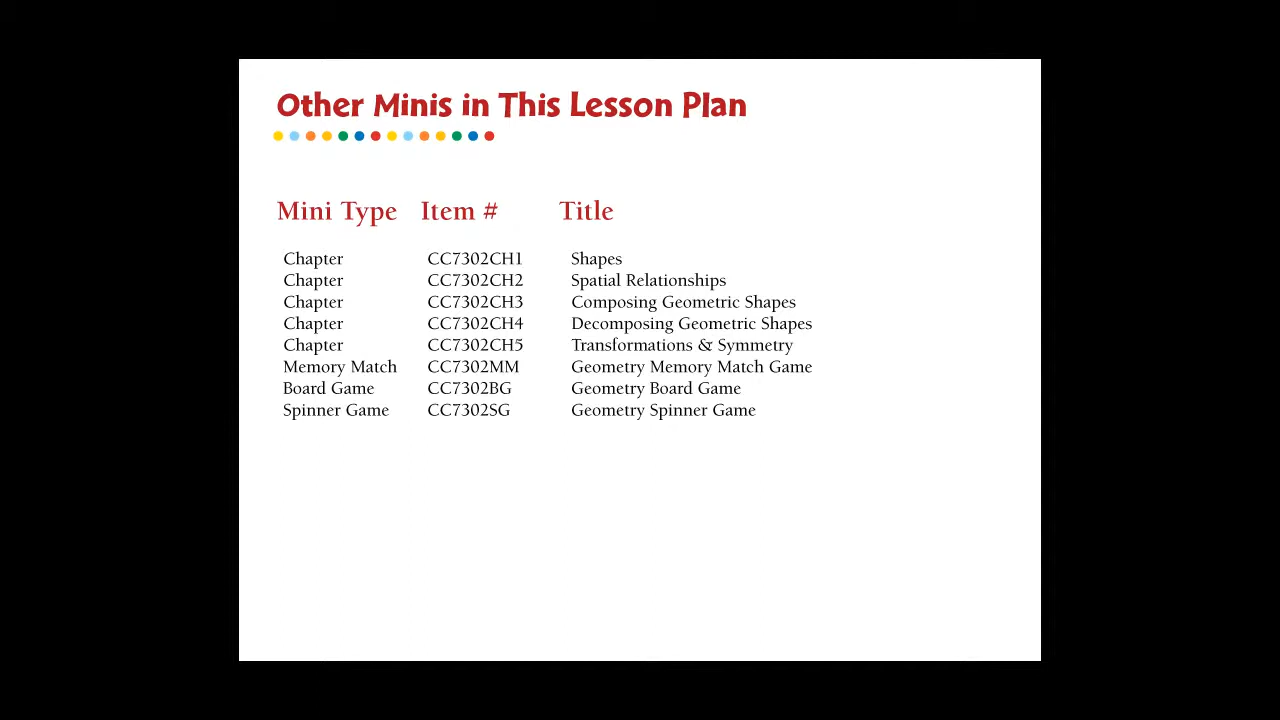 Other Minis in This Lesson Plan
Mini Type Item # Title
Chapter CC7302CH1 Shapes
Chapter CC7302CH2 Spatial Relationships
Chapter CC7302CH3 Composing Geometric Shapes
Chapter CC7302CH4 Decomposing Geometric Shapes
Chapter CC7302CH5 Transformations & Symmetry
Memory Match CC7302MM Geometry Memory Match Game
Board Game CC7302BG Geometry Board Game
Spinner Game CC7302SG Geometry Spinner Game